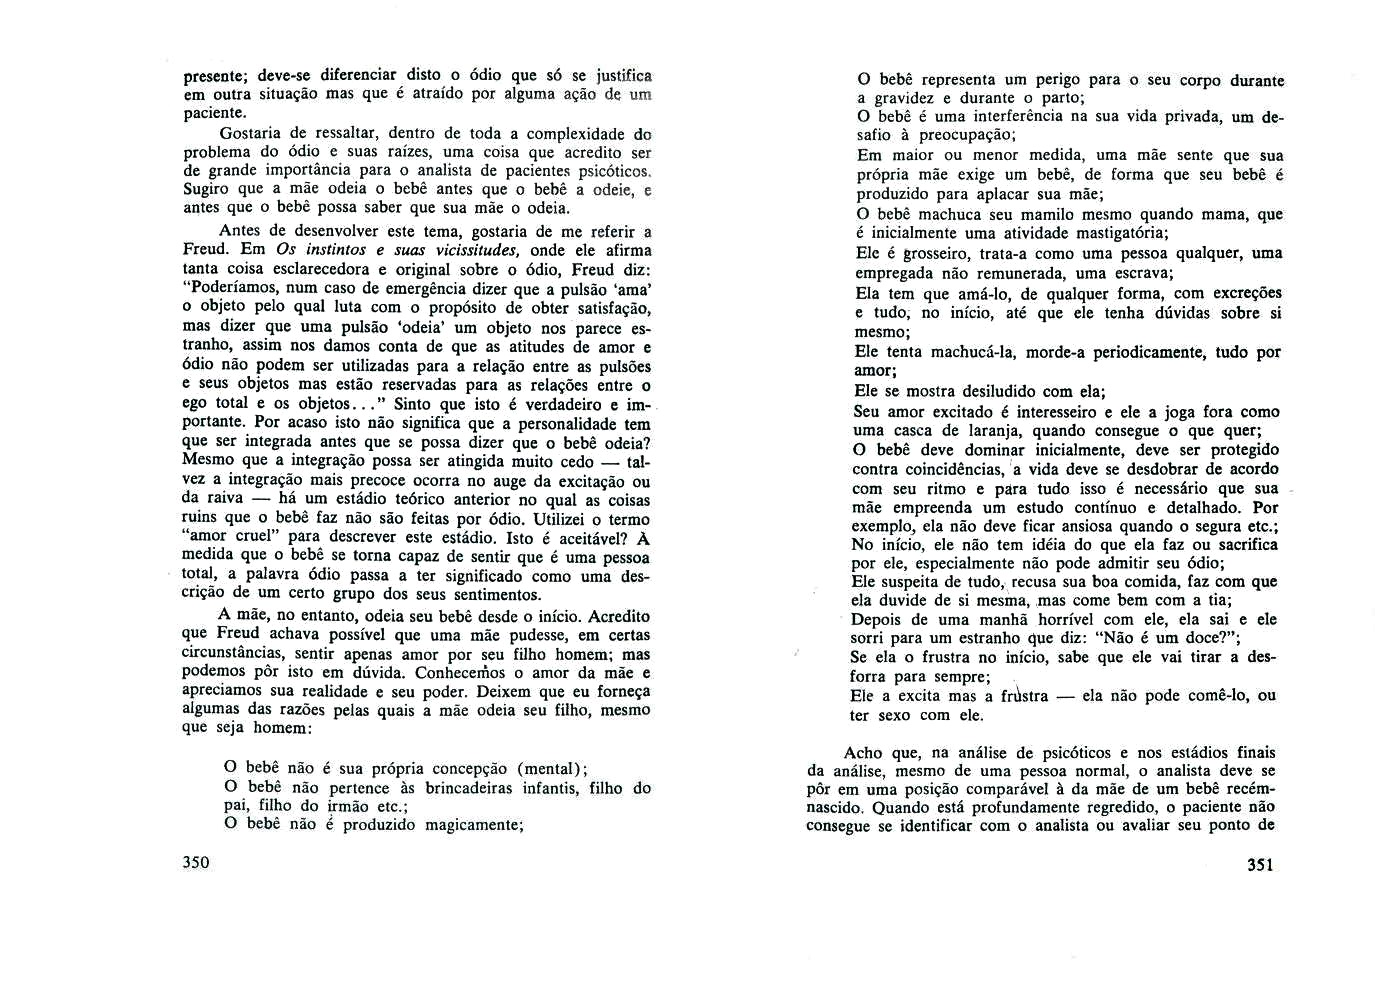 presente; deve-se diferenciar disto o ódio que só se justifica
em outra situação mas que é atraído por alguma ação de um
paciente.
Gostaria de ressaltar, dentro de toda a complexidade do
problema do ódio e suas raízes, uma coisa que acredito ser
de grande importância para o analista de pacientes psicóticos.
Sugiro que a mãe odeia o bebê antes que o bebê a odeie, e
antes que o bebê possa saber que sua mãe o odeia.
Antes de desenvolver este tema, gostaria de me referir a
Freud. Em Os instintos e suas vicissitudes, onde ele afirma
tanta coisa esclarecedora e original sobre o ódio, Freud diz:
“Poderíamos, num caso de emergência dizer que a pulsão ‘ama’
o objeto pelo qual luta com o propósito de obter satisfação,
mas dizer que uma pulsão ‘odeia’ um objeto nos parece es-
tranho, assim nos damos conta de que as atitudes de amor e
ódio não podem ser utilizadas para a relação entre as pulsões
e seus objetos mas estão reservadas para as relações entre o
ego total e os objetos...” Sinto que isto é verdadeiro e im-
portante. Por acaso isto não significa que a personalidade tem
que ser integrada antes que se possa dizer que o bebê odeia?
Mesmo que a integração possa ser atingida muito cedo — tal-
vez a integração mais precoce ocorra no auge da excitação ou
da raiva — há um estádio teórico anterior no qual as coisas
ruins que o bebê faz não são feitas por ódio. Utilizei o termo
“amor cruel” para descrever este estádio. Isto é aceitável? À
medida que o bebê se torna capaz de sentir que é uma pessoa
total, a palavra ódio passa a ter significado como uma des-
crição de um certo grupo dos seus sentimentos.
A mãe, no entanto, odeia seu bebê desde o início. Acredito
que Freud achava possível que uma mãe pudesse, em certas
circunstâncias, sentir apenas amor por seu filho homem; mas
podemos pôr isto em dúvida. Conhecemos o amor da mãe e
apreciamos sua realidade e seu poder. Deixem que eu forneça
algumas das razões pelas quais a mãe odeia seu filho, mesmo
que seja homem:
O bebê não é sua própria concepção (mental);
O bebê não pertence às brincadeiras infantis, filho do
pai, filho do irmão etc.;
O bebê não é produzido magicamente;
350
O bebê representa um perigo para o seu corpo durante
a gravidez e durante o parto;
O bebê é uma interferência na sua vida privada, um de-
safio à preocupação;
Em maior ou menor medida, uma mãe sente que sua
própria mãe exige um bebê, de forma que seu bebê é
produzido para aplacar sua mãe;
O bebê machuca seu mamilo mesmo quando mama, que
é inicialmente uma atividade mastigatória;
Ele é grosseiro, trata-a como uma pessoa qualquer, uma
empregada não remunerada, uma escrava;
Ela tem que amá-lo, de qualquer forma, com excreções
e tudo, no início, até que ele tenha dúvidas sobre si
mesmo;
Ele tenta machucá-la, morde-a periodicamente, tudo por
amor;
Ele se mostra desiludido com ela;
Seu amor excitado é interesseiro e ele a joga fora como
uma casca de laranja, quando consegue o que quer;
O bebê deve dominar inicialmente, deve ser protegido
contra coincidências, a vida deve se desdobrar de acordo
com seu ritmo e para tudo isso é necessário que sua
mãe empreenda um estudo contínuo e detalhado. Por
exemplo, ela não deve ficar ansiosa quando o segura etc.;
No início, ele não tem idéia do que ela faz ou sacrifica
por ele, especialmente não pode admitir seu ódio;
Ele suspeita de tudo, recusa sua boa comida, faz com que
ela duvide de si mesma, mas come bem com a tia;
Depois de uma manhã horrível com ele, ela sai e ele
sorri para um estranho que diz: “Não é um doce?”;
Se ela o frustra no início, sabe que ele vai tirar a des-
forra para sempre;
Ele a excita mas a frustra — ela não pode comê-lo, ou
ter sexo com ele.
Acho que, na análise de psicóticos e nos estádios finais
da análise, mesmo de uma pessoa normal, o analista deve se
pôr em uma posição comparável à da mãe de um bebê recém-
nascido. Quando está profundamente regredido, o paciente não
consegue se identificar com o analista ou avaliar seu ponto de
351